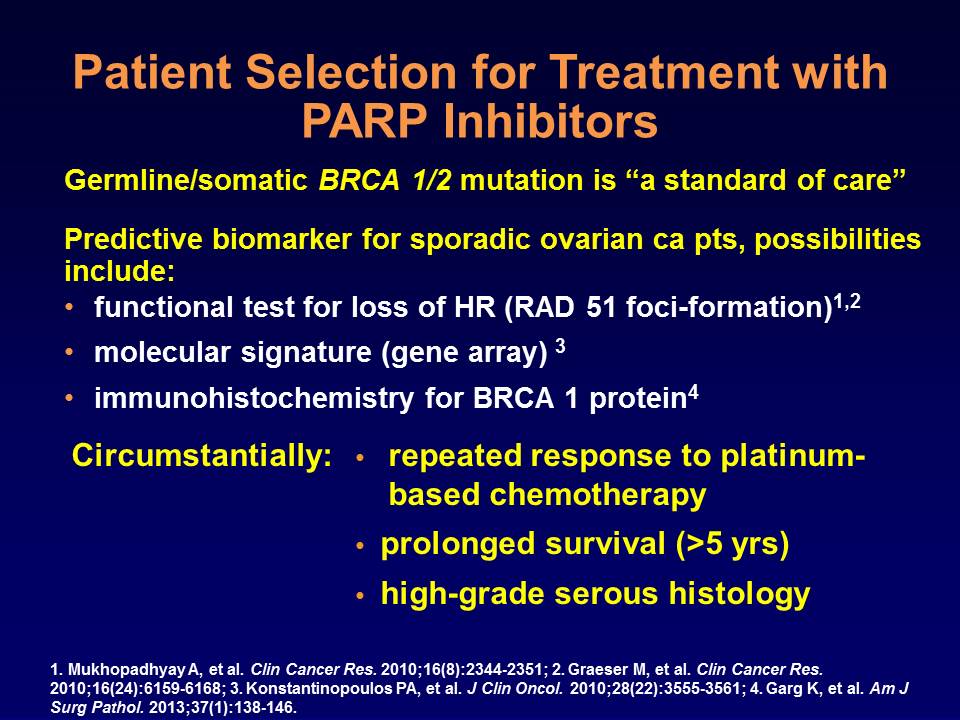 Patient Selection for Treatment with
PARP Inhibitors
Germline/somatic BRCA 1/2 mutation is “a standard of care”
Predictive biomarker for sporadic ovarian ca pts, possibilities
include:
• functional test for loss of HR (RAD 51 foci-formation)1,2
• molecular signature (gene array) 3
• immunohistochemistry for BRCA 1 protein4
Circumstantially: • repeated response to platinum-
based chemotherapy
• prolonged survival (>5 yrs)
• high-grade serous histology
1. Mukhopadhyay A, et al. Clin Cancer Res. 2010;16(8):2344-2351; 2. Graeser M, et al. Clin Cancer Res.
2010;16(24):6159-6168; 3. Konstantinopoulos PA, et al. J Clin Oncol. 2010;28(22):3555-3561; 4. Garg K, et al. Am J
Surg Pathol. 2013;37(1):138-146.